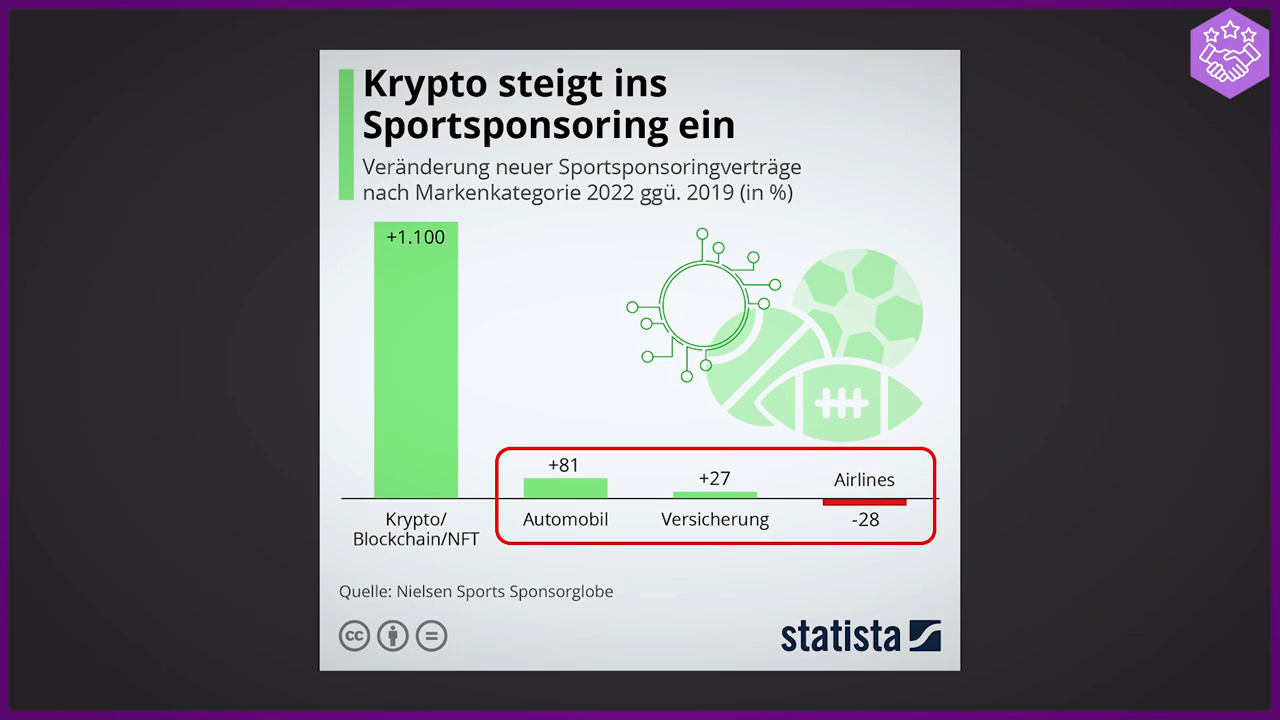 Krypto steigt ins
Sportsponsoring ein
Veränderung neuer Sportsponsoringverträge
nach Markenkategorie 2022 ggü. 2019 (in %)
+1.100
+81
+27
Airlines
Krypto/
Blockchain/NFT
Automobil
Versicherung
-28
Quelle: Nielsen Sports Sponsorglobe
cc
statista